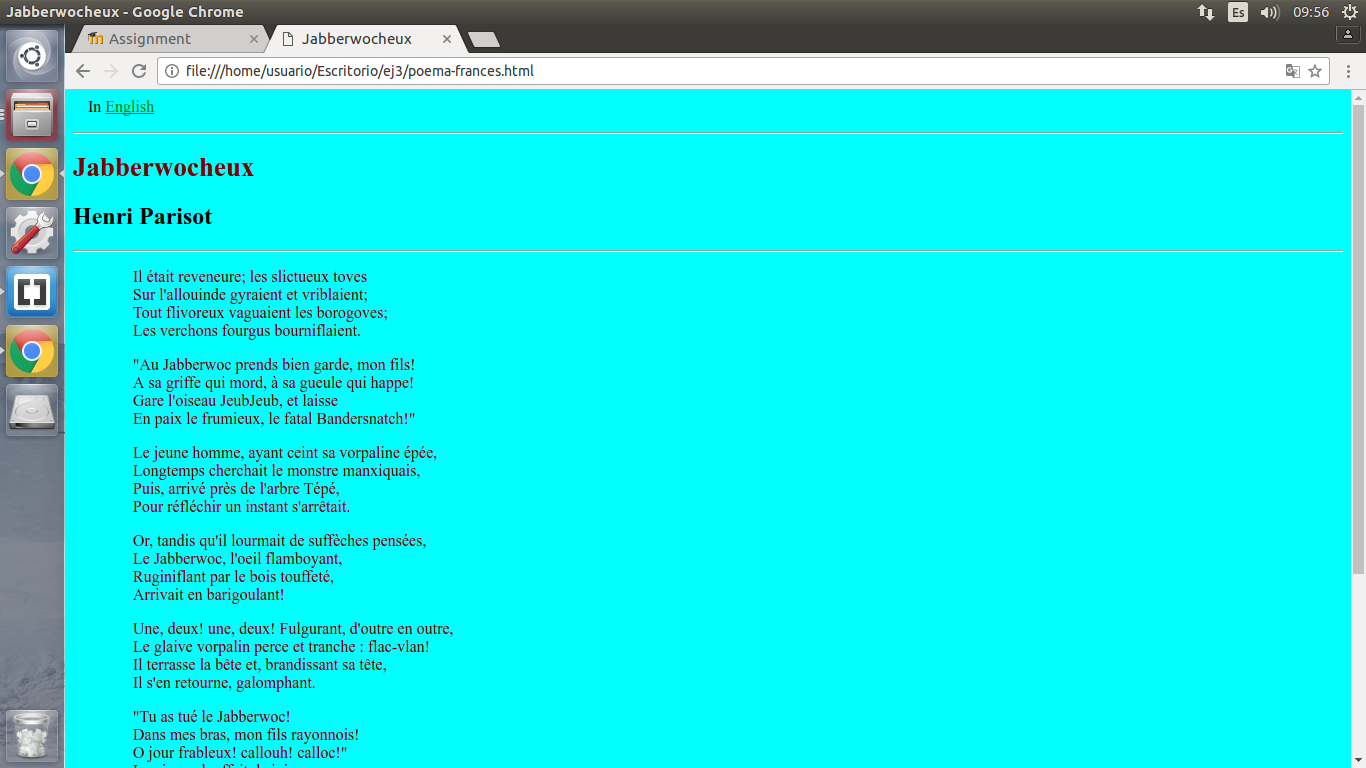 Jabberwocheux - Google Chrome
Es
09:56
Assignment
Jabberwocheux
file:///home/usuario/Escritorio/ej3/poema-frances.html
In English
Jabberwocheux
Henri Parisot
Il était reveneure; les slictueux toves
Sur l'allouinde gyraient et vriblaient;
Tout flivoreux vaguaient les borogoves;
Les verchons fourgus bourniflaient.
"Au Jabberwoc prends bien garde, mon fils!
A sa griffe qui mord, à sa gueule qui happe!
Gare l'oiseau JeubJeub, et laisse
En paix le frumieux, le fatal Bandersnatch!"
Le jeune homme, ayant ceint sa vorpaline épée,
Longtemps cherchait le monstre manxiquais,
Puis, arrivé près de l'arbre Tépé,
Pour réfléchir un instant s'arrêtait.
Or, tandis qu'il lourmait de suffèches pensées,
Le Jabberwoc, l'oeil flamboyant,
Ruginiflant par le bois touffeté,
Arrivait en barigoulant!
Une, deux! une, deux! Fulgurant, d'outre en outre,
Le glaive vorpalin perce et tranche : flac-vlan!
Il terrasse la bête et, brandissant sa tête,
Il s'en retourne, galomphant.
"Tu as tué le Jabberwoc!
Dans mes bras, mon fils rayonnois!
O jour frableux! callouh! calloc!"